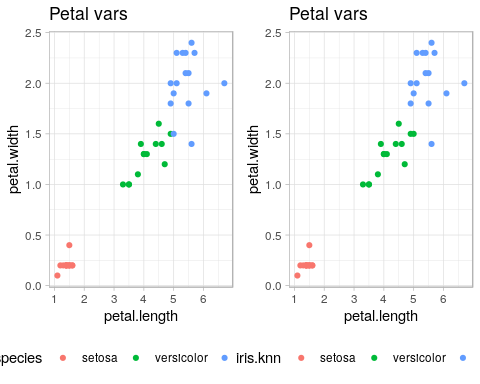 Petal vars Petal vars
2.5 2.5
2.0 2.0
petal.width petal.width
1.5 1.5
1.0 1.0
0.5 0.5
0.0 0.0
1 2 3 4 5 6 1 2 3 4 5 6
petal.length petal.length
species setosa versicolor iris.knn setosa versicolor